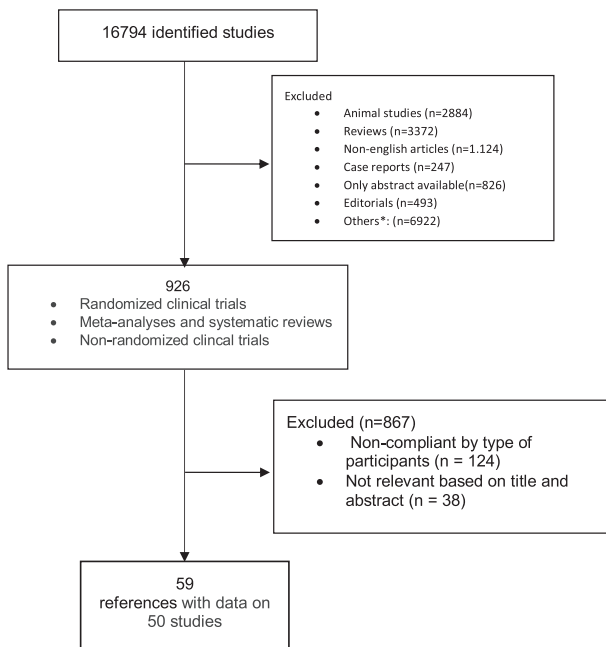 16794 identified studies
Excluded
• Animal studies (n=2884)
• Reviews (n=3372)
• Non-english articles (n=1.124)
• Case reports (n=247)
• Only abstract available(n=826)
• Editorials (n=493)
• Others*: (n=6922)
926
• Randomized clinical trials
• Meta-analyses and systematic reviews
• Non-randomized clincal trials
Excluded (n=867)
• Non-compliant by type of
participants (n = 124)
• Not relevant based on title and
abstract (n = 38)
59
references with data on
50 studies